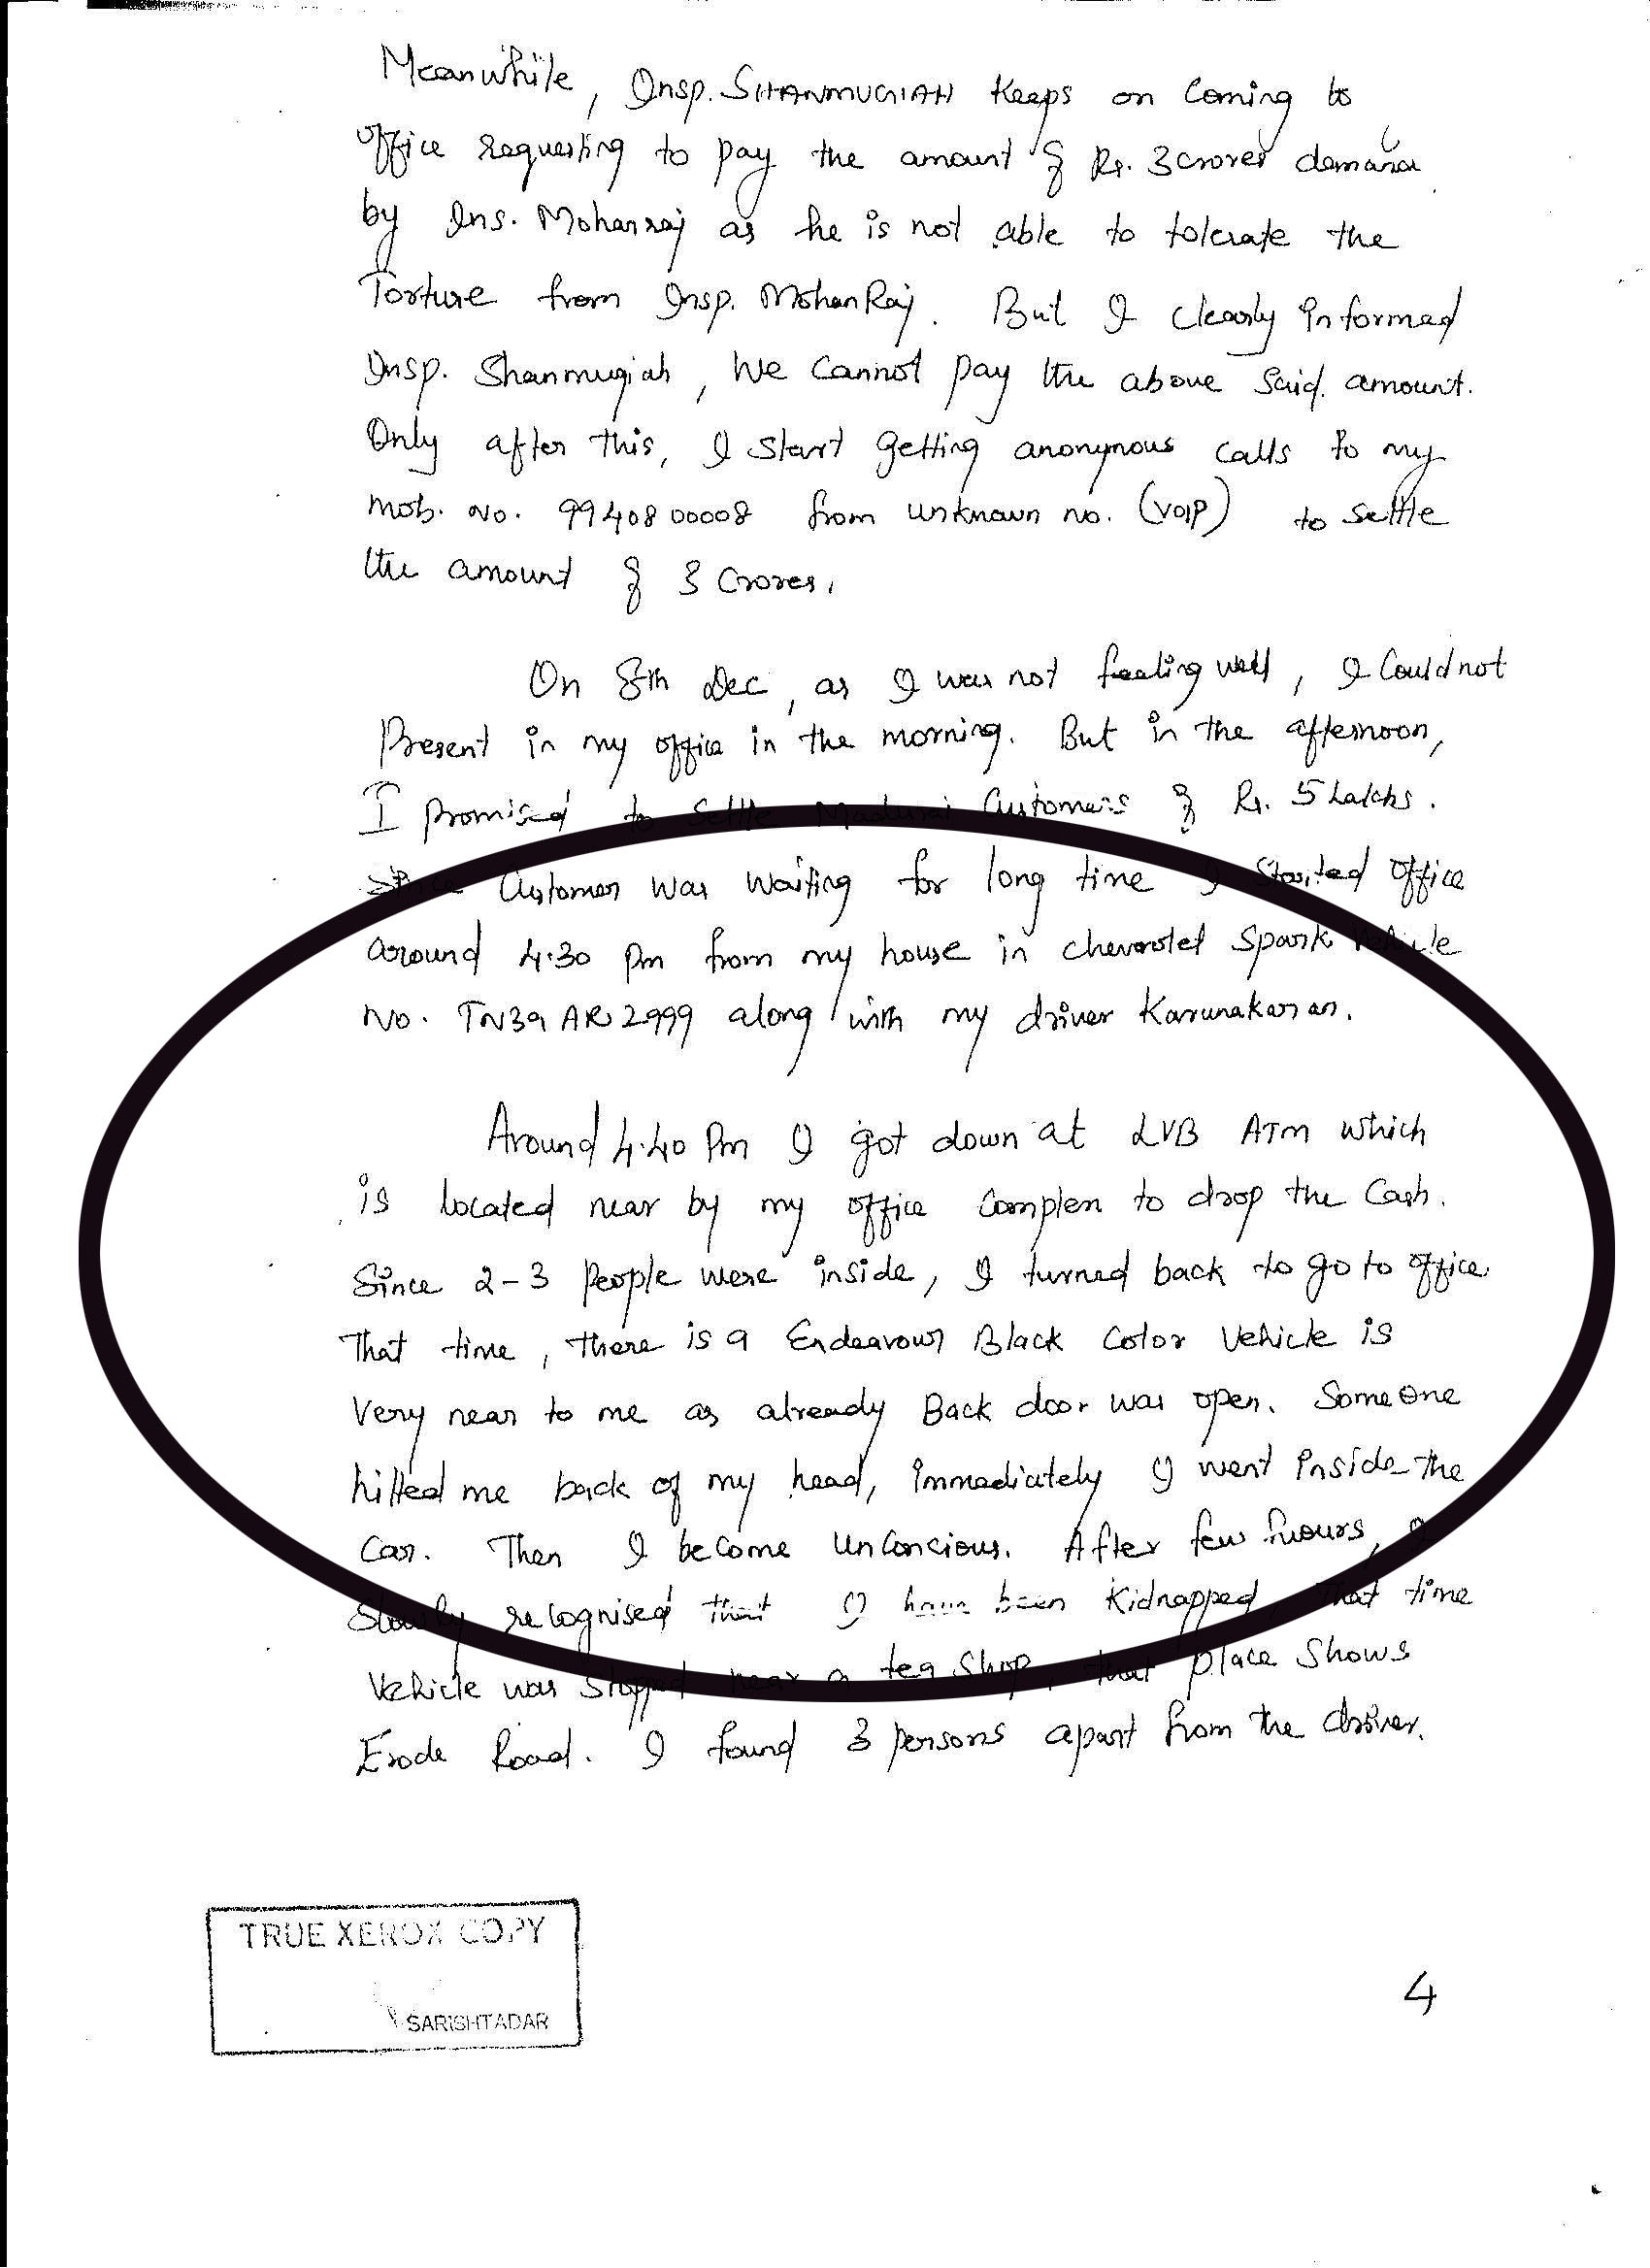 Meanwhile, Insp. SHANMUGIAH Keeps on coming to
office requesting to pay the amount of Rs. 3 crores demand
by Ins. Mohanraj as he is not able to tolerate the
Torture from Insp. MohanRaj. But I clearly informed
Insp. Shanmugiah, We cannot pay the above said. amount.
Only after this, I start getting anonymous calls to my
mob. No. 9940800008 from unknown no. (VOIP) to settle
the amount of 3 Crores.
On 8th Dec, as I was not feeling well, I Could not
Present in my office in the morning. But in the afternoon,
I promised to settle Madurai Customers of Rs. 5 Lakhs.
Since Customer was waiting for long time I started office
around 4.30 Pm from my house in chevorolet spark vehicle
No. TN39 AR 2999 along with my driver Karunakaran.
Around 4.40 Pm I got down at LVB ATM which
is located near by my office complex to drop the Cash.
Since 2-3 People were inside, I turned back to go to office.
That time, there is a Endeavour Black Color Vehicle is
Very near to me as already Back door was open. Someone
hitted me back of my head, immediately I went inside the
Car. Then I become unconcious. After few hours, I
slowly recognised that I have been Kidnapped, that time
Vehicle was stopped near a tea shop, that place shows
Erode Road. I found 3 persons apart from the driver.
TRUE XEROX COPY
SARISHTADAR
4